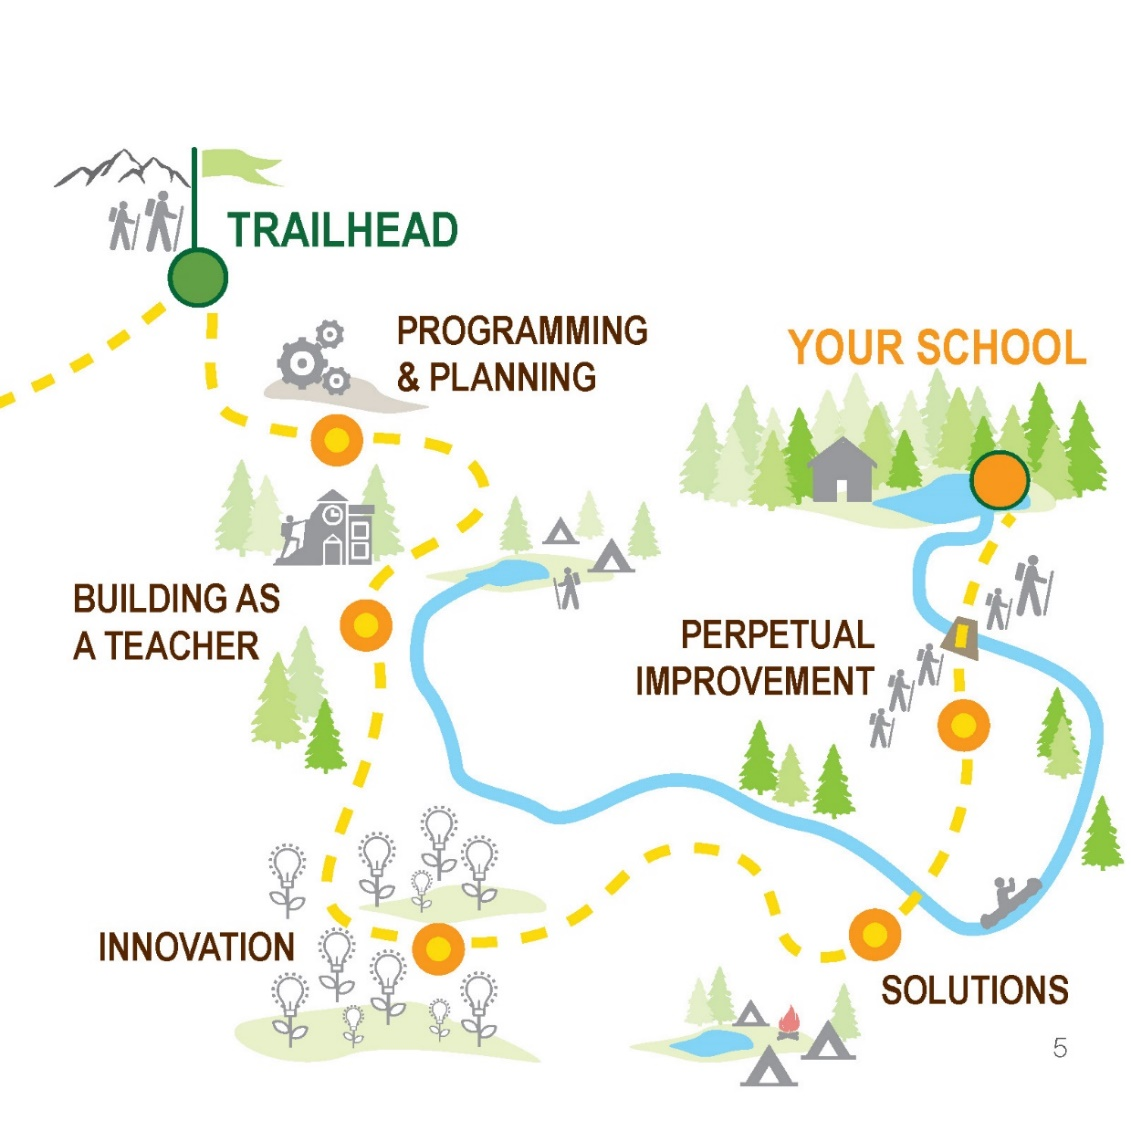 TRAILHEAD
PROGRAMMING
& PLANNING
YOUR SCHOOL
BUILDING AS
A TEACHER
PERPETUAL
IMPROVEMENT
INNOVATION
SOLUTIONS
5